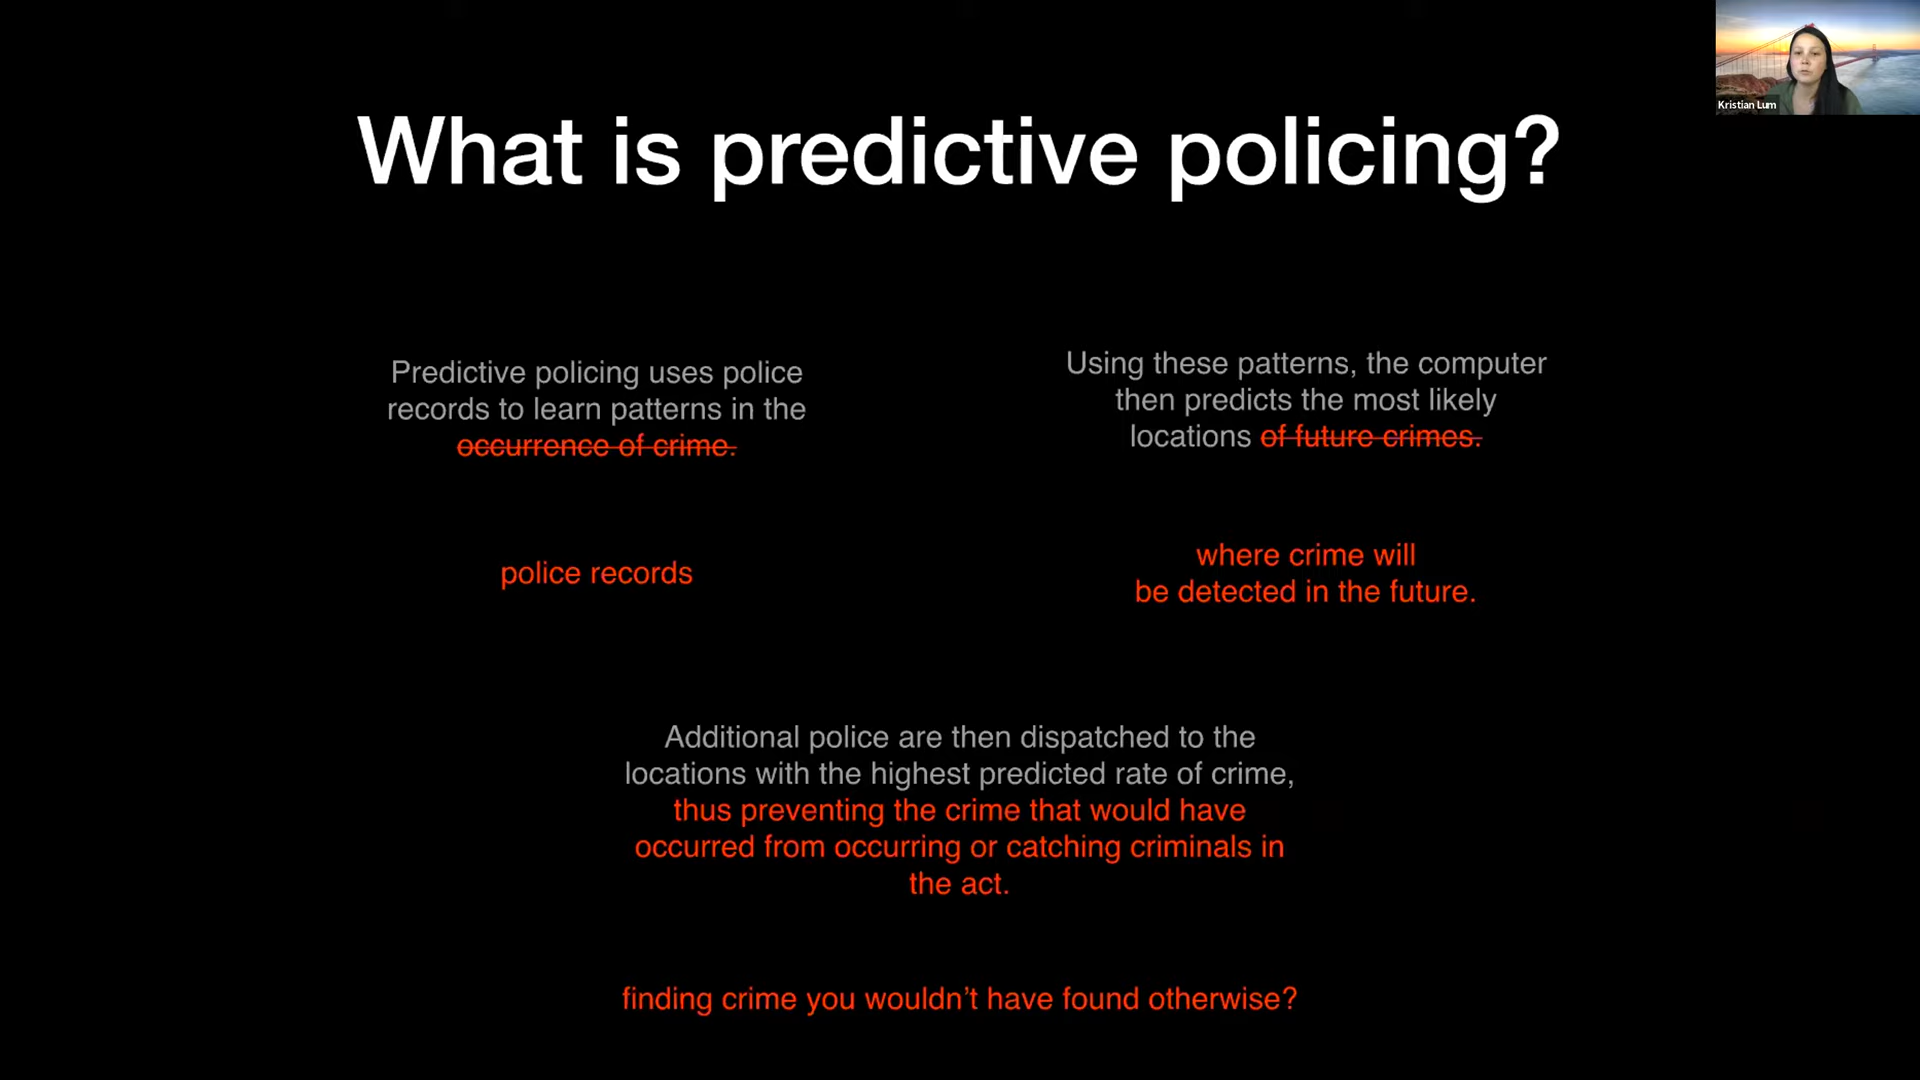 Kristian Lum
What is predictive policing?
Predictive policing uses police
records to learn patterns in the
occurrence of crime.
police records
Using these patterns, the computer
then predicts the most likely
locations of future crimes.
where crime will
be detected in the future.
Additional police are then dispatched to the
locations with the highest predicted rate of crime,
thus preventing the crime that would have
occurred from occurring or catching criminals in
the act.
finding crime you wouldn’t have found otherwise?